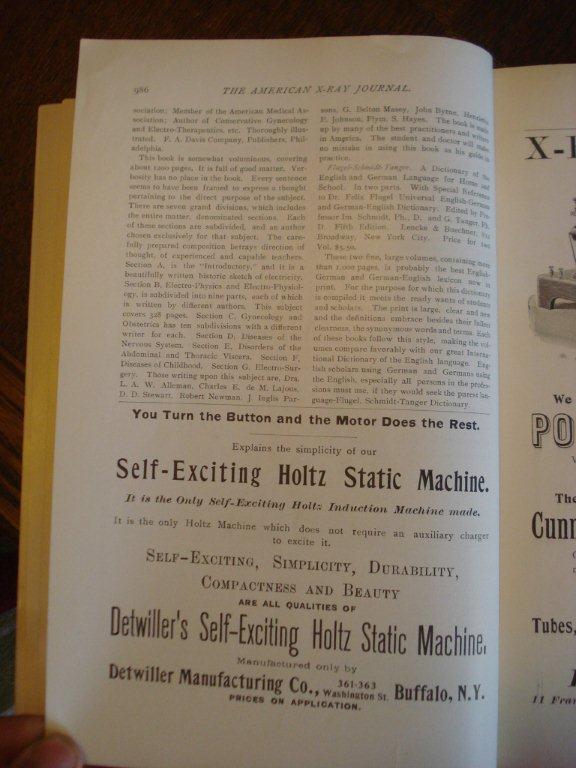 986
THE AMERICAN X-RAY JOURNAL.
sociation; Member of the American Medical As-
sociation; Author of Conservative Gynecology
and Electro-Therapeutics, etc. Thoroughly illus-
trated. F. A. Davis Company, Publishers, Phil-
adelphia.
This book is somewhat voluminous, covering
about 1200 pages. It is full of good matter. Ver-
bosity has no place in the book. Every sentence
seems to have been framed to express a thought
pertaining to the direct purpose of the subject.
There are seven grand divisions, which includes
the entire matter, denominated sections. Each
of these sections are subdivided, and an author
chosen exclusively for that subject. The care-
fully prepared composition betrays direction of
thought, of experienced and capable teachers.
Section A, is the "Introductory," and it is a
beautifully written historic sketch of electricity.
Section B, Electro-Physics and Electro-Physiol-
ogy, is subdivided into nine parts, each of which
is written by different authors. This subject
covers 328 pages. Section C, Gynecology and
Obstetrics has ten subdivisions with a different
writer for each. Section D, Diseases of the
Nervous System. Section E, Disorders of the
Abdominal and Thoracic Viscera. Section F,
Diseases of Childhood. Section G, Electro-Sur-
gery. Those writing upon this subject are, Drs.
L. A. W. Alleman, Charles E. de M. Lajous,
D. D. Stewart, Robert Newman, J. Inglis Par-
sons, G. Belton Masey, John Byrne, Henrietta
E. Johnson, Plym. S. Hayes. The book is made
up by many of the best practitioners and writers
in America. The student and doctor will make
no mistake in using this book as his guide in
practice.
Flugel-Schmidt-Tanger. A Dictionary of the
English and German Language for Home and
School. In two parts. With Special Reference
to Dr. Felix Flugel Universal English-German
and German-English Dictionary. Edited by Pro-
fessor Im. Schmidt, Ph., D. and G. Tanger, Ph.
D. Fifth Edition. Lencke & Buechner,
Broadway, New York City. Price for two
Vol. $5.50.
These two fine, large volumes, containing more
than 1,000 pages, is probably the best English-
German and German-English lexicon now in
print. For the purpose for which this dictionary
is compiled it meets the ready wants of students
and scholars. The print is large, clear and new
and the definitions embrace besides their fullest
clearness, the synonymous words and terms. Each
of these books follow this style, making the vol-
umes compare favorably with our great Interna-
tional Dictionary of the English language. Eng-
lish scholars using German and Germans using
the English, especially all persons in the profes-
sions must use, if they would seek the purest lan-
guage-Flugel, Schmidt-Tanger Dictionary
You Turn the Button and the Motor Does the Rest.
Explains the simplicity of our
Self-Exciting Holtz Static Machine.
It is the Only Self-Exciting Holtz Induction Machine made.
It is the only Holtz Machine which does not require an auxiliary charger
to excite it.
SELF-EXCITING, SIMPLICITY, DURABILITY,
COMPACTNESS AND BEAUTY
ARE ALL QUALITIES OF
Detwiller's Self-Exciting Holtz Static Machine.
Manufactured only by
Detwiller Manufacturing Co., 361-363 Washington St. Buffalo, N.Y.
PRICES ON APPLICATION.
X-
We
PO
The
Cunn
Tubes,
11 Fran